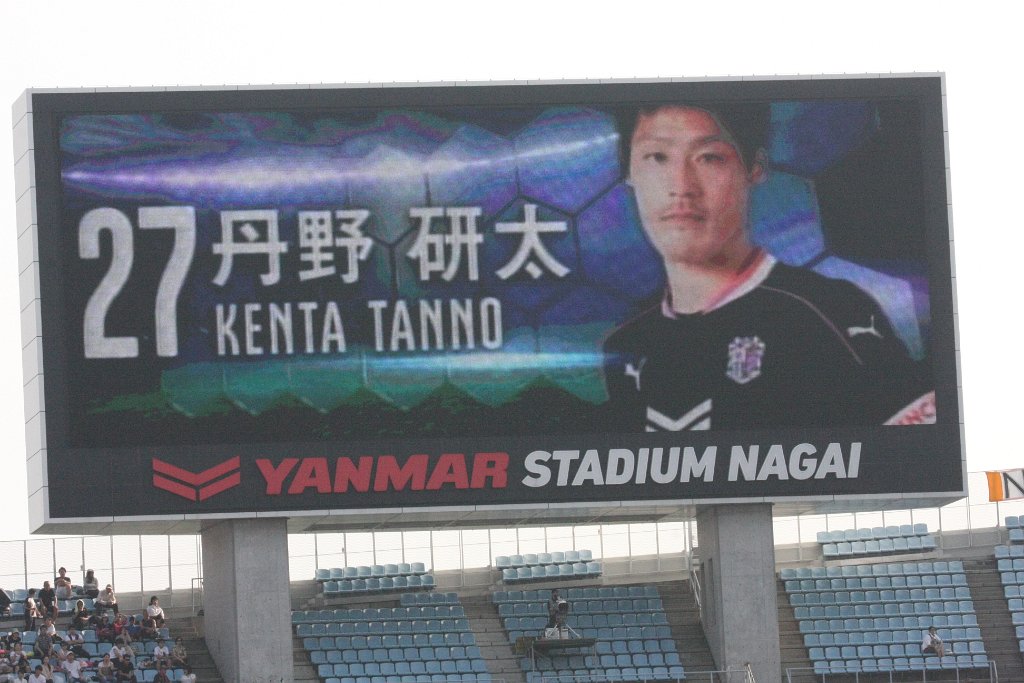 27 丹野 研太
KENTA TANNO
YANMAR STADIUM NAGAI